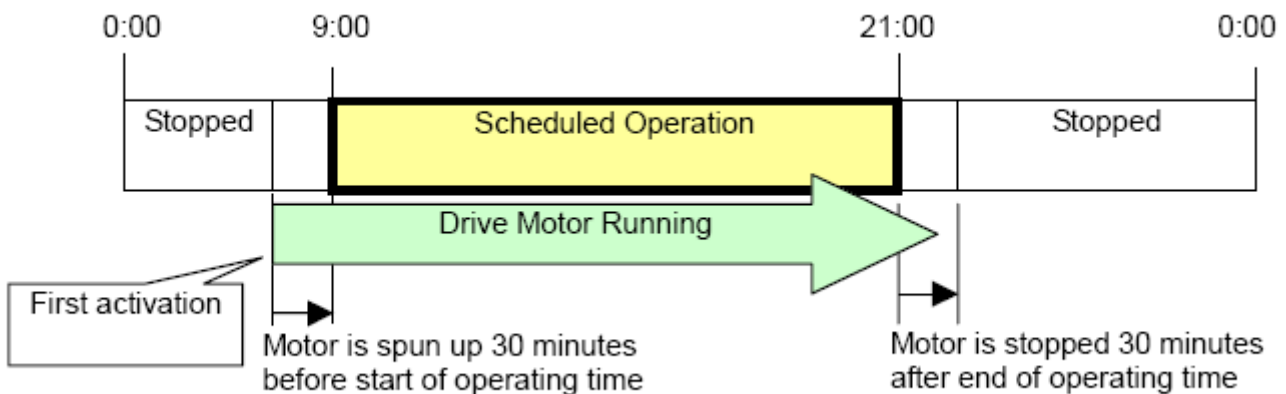 0:00
9:00
21:00
0:00
Stopped
Scheduled Operation
Stopped
Drive Motor Running
First activation
Motor is spun up 30 minutes
before start of operating time
Motor is stopped 30 minutes
after end of operating time